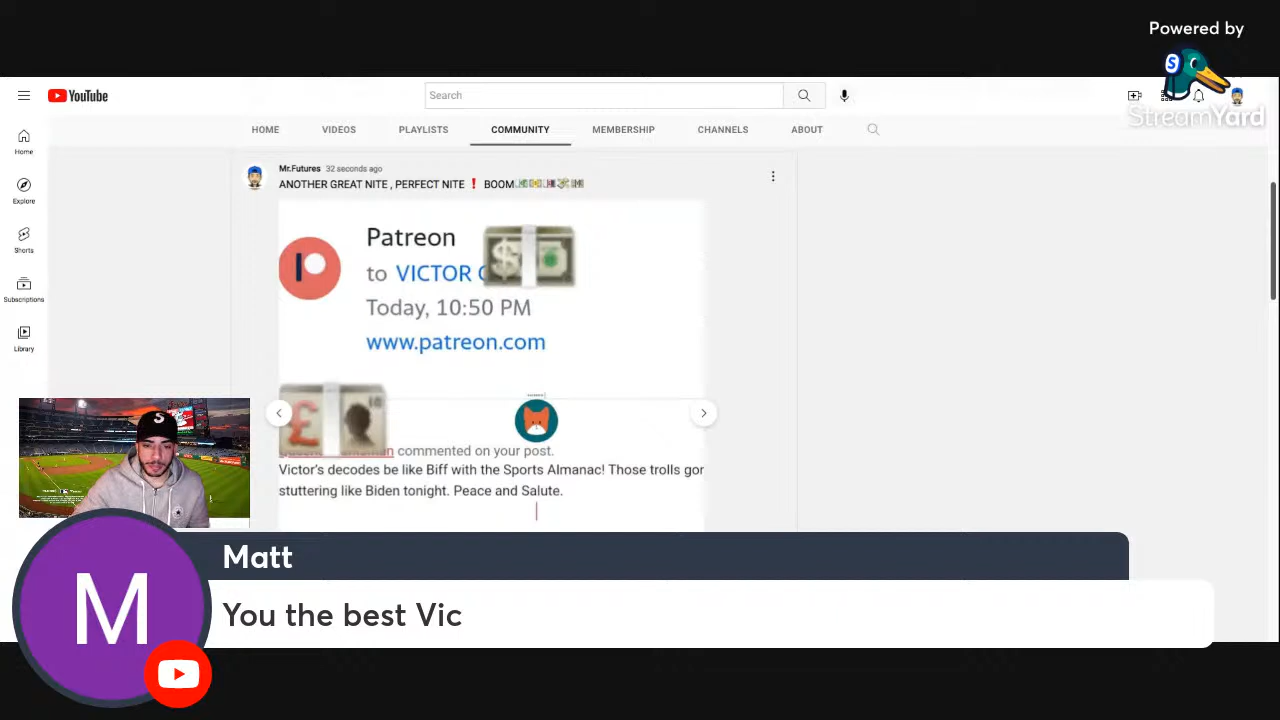 Powered by
StreamYard
YouTube
Search
Home
Explore
Shorts
Subscriptions
Library
HOME VIDEOS PLAYLISTS COMMUNITY MEMBERSHIP CHANNELS ABOUT
Mr.Futures 32 seconds ago
ANOTHER GREAT NITE , PERFECT NITE ❗ BOOM
Patreon
to VICTOR
Today, 10:50 PM
www.patreon.com
commented on your post.
Victor's decodes be like Biff with the Sports Almanac! Those trolls gor
stuttering like Biden tonight. Peace and Salute.
M
Matt
You the best Vic